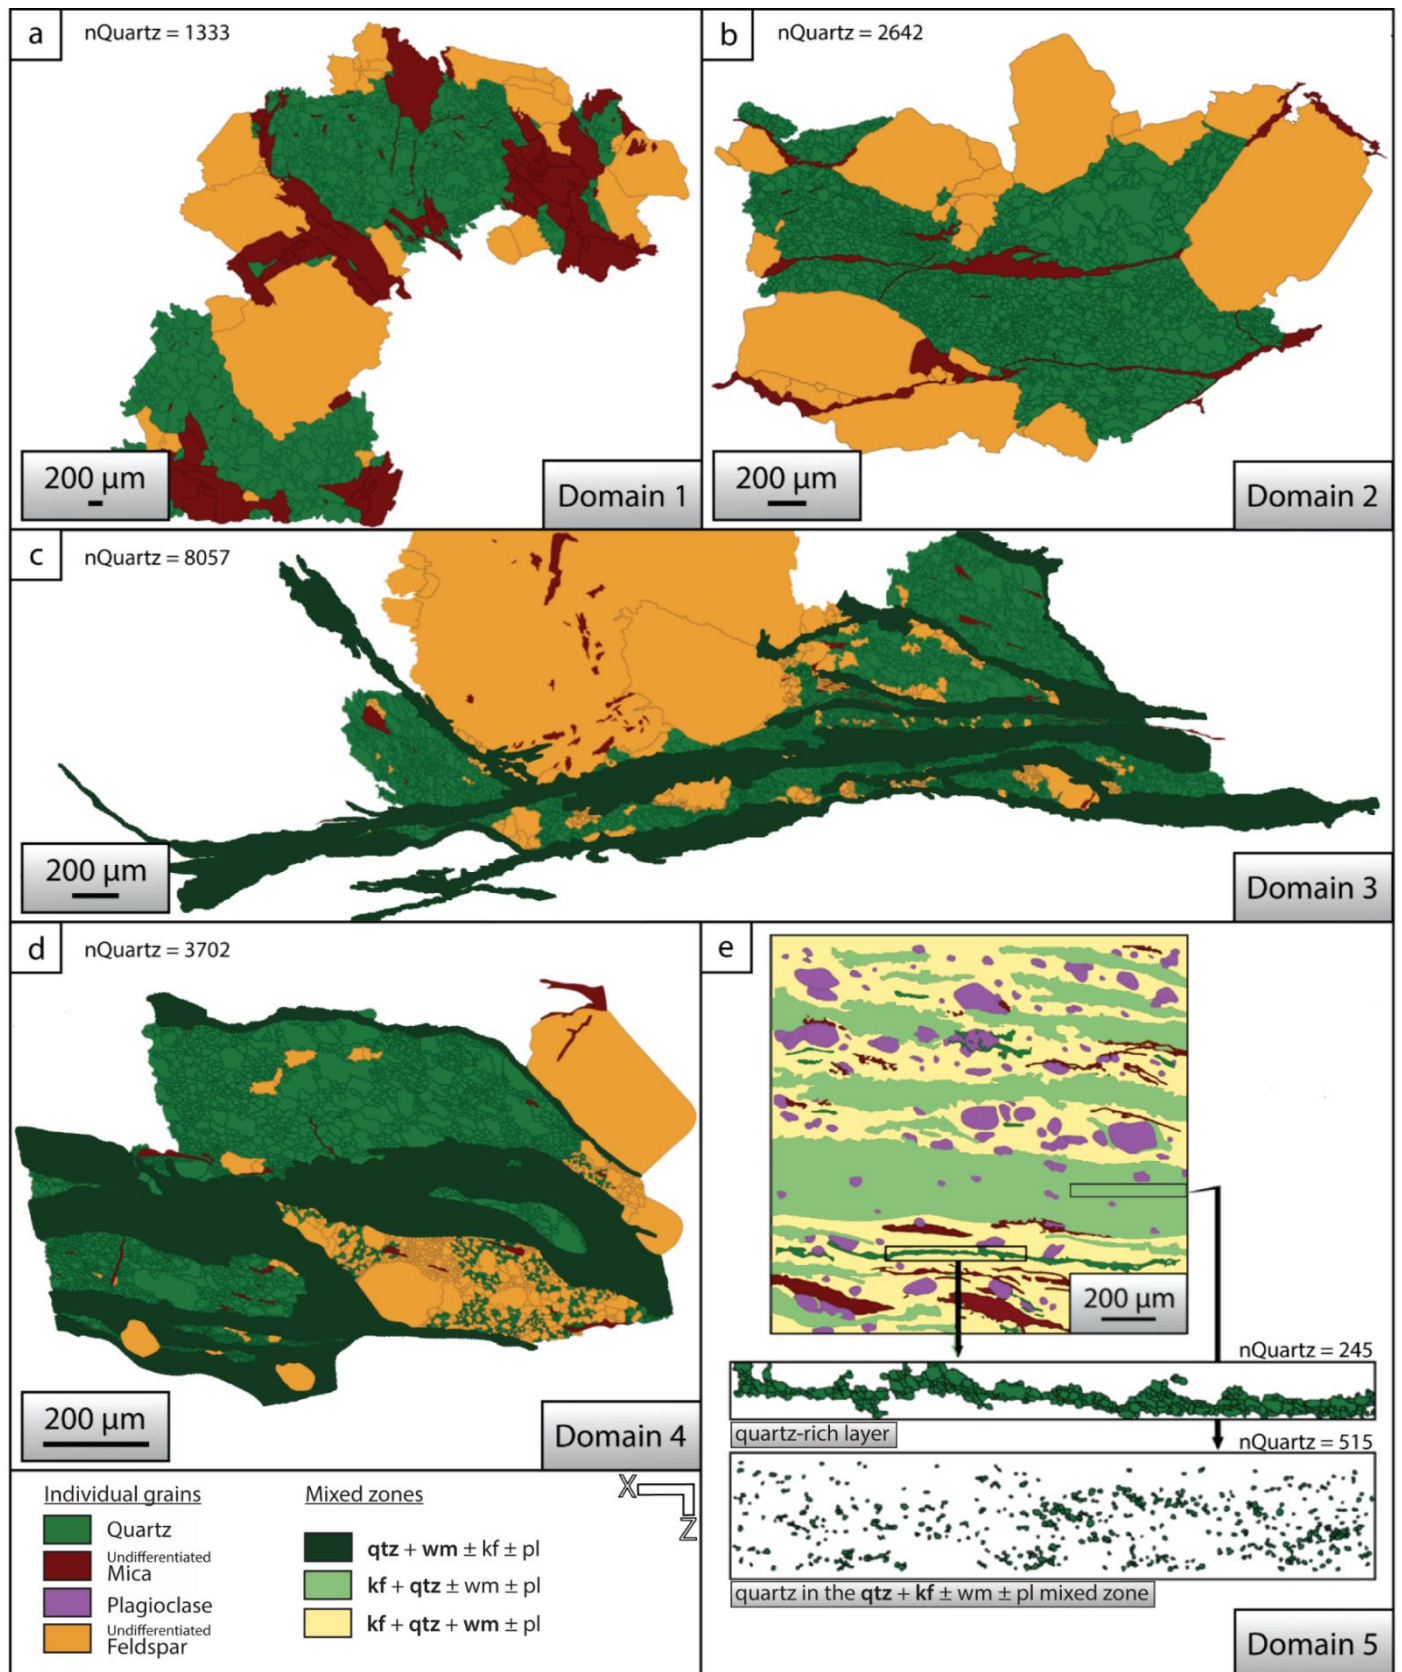 a
nQuartz = 1333
200 µm
Domain 1
b
nQuartz = 2642
200 µm
Domain 2
c
nQuartz = 8057
200 µm
Domain 3
d
nQuartz = 3702
200 µm
Domain 4
e
200 µm
nQuartz = 245
quartz-rich layer
nQuartz = 515
quartz in the qtz + kf ± wm ± pl mixed zone
Domain 5
Individual grains
Quartz
Undifferentiated
Mica
Plagioclase
Undifferentiated
Feldspar
Mixed zones
qtz + wm ± kf ± pl
kf + qtz ± wm ± pl
kf + qtz + wm ± pl
X
Z